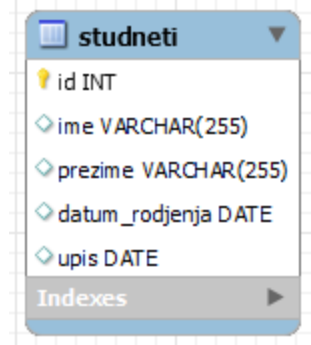 studneti
id INT
ime VARCHAR(255)
prezime VARCHAR(255)
datum_rodjenja DATE
upis DATE
Indexes